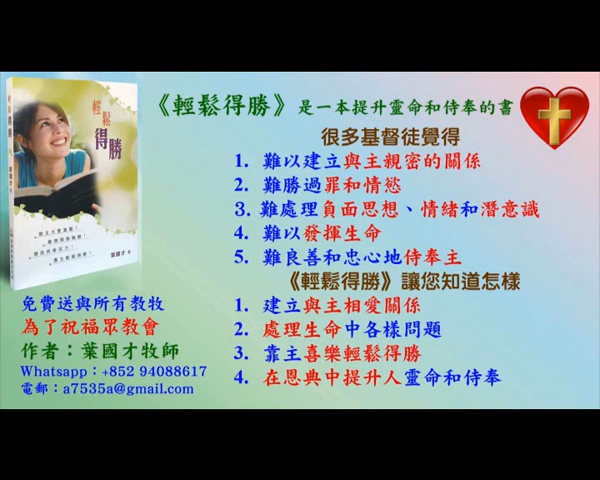 輕鬆
得勝
葉國才 著
《輕鬆得勝》是一本提升靈命和侍奉的書
很多基督徒覺得
1. 難以建立與主親密的關係
2. 難勝過罪和情慾
3. 難處理負面思想、情緒和潛意識
4. 難以發揮生命
5. 難良善和忠心地侍奉主
《輕鬆得勝》讓您知道怎樣
1. 建立與主相愛關係
2. 處理生命中各樣問題
3. 靠主喜樂輕鬆得勝
4. 在恩典中提升人靈命和侍奉
免費送與所有教牧
為了祝福眾教會
作者：葉國才牧師
Whatsapp：+852 94088617
電郵：a7535a@gmail.com